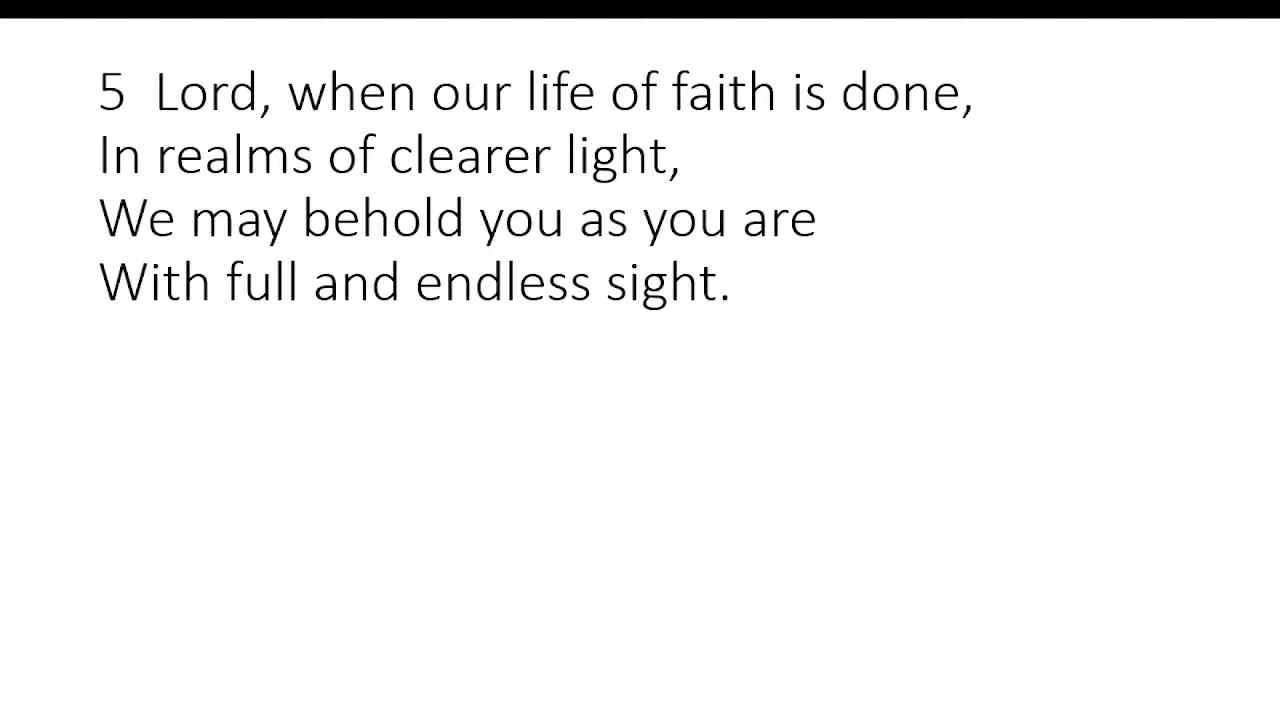 5  Lord, when our life of faith is done,
In realms of clearer light,
We may behold you as you are
With full and endless sight.